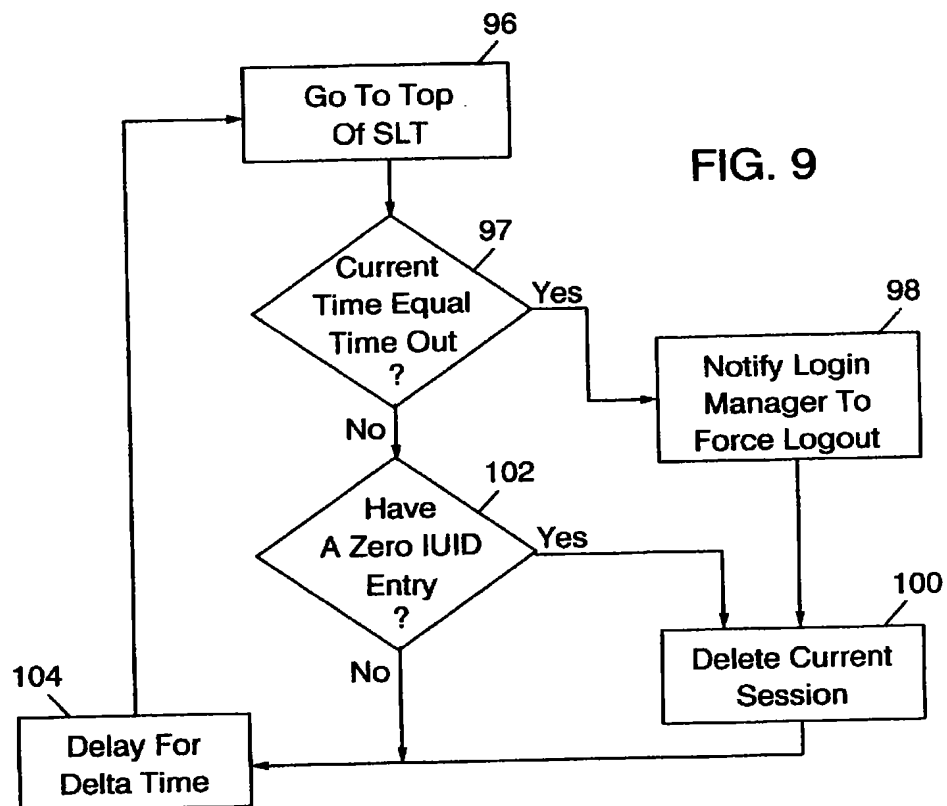 96
Go To Top
Of SLT
FIG. 9
97
Current
Time Equal
Time Out
?
Yes
98
Notify Login
Manager To
Force Logout
No
102
Have
A Zero IUID
Entry
?
Yes
100
Delete Current
Session
No
104
Delay For
Delta Time